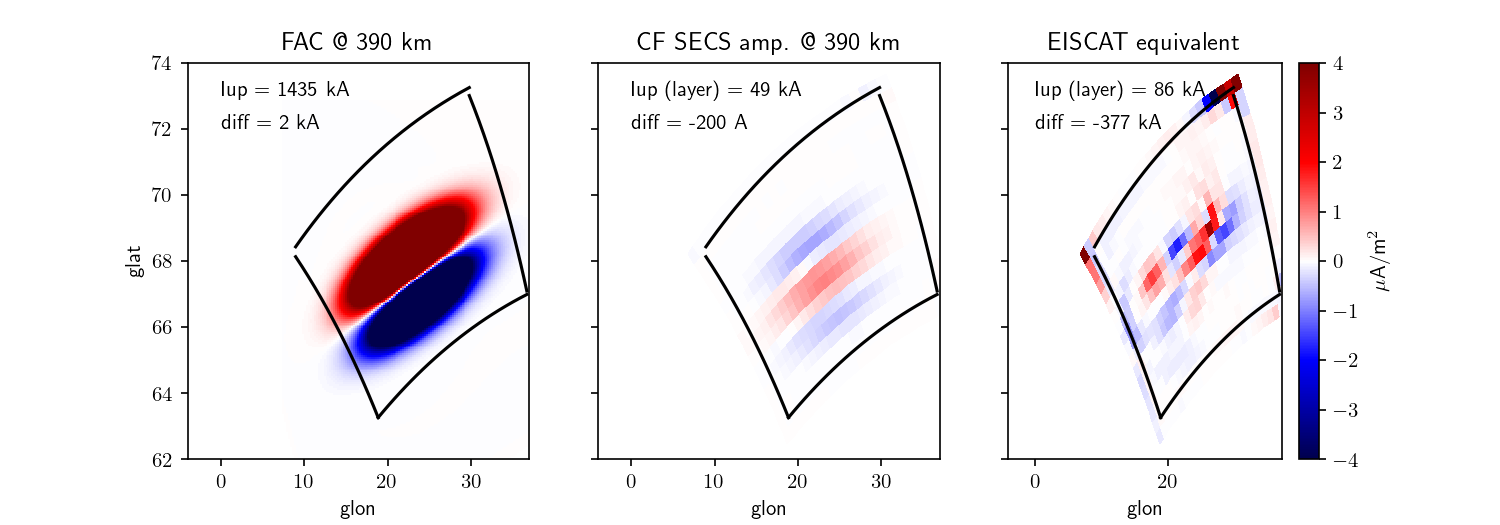 FAC @ 390 km
CF SECS amp. @ 390 km
EISCAT equivalent
Iup = 1435 kA
diff = 2 kA
Iup (layer) = 49 kA
diff = -200 A
Iup (layer) = 86 kA
diff = -377 kA
74
72
70
68
66
64
62
glat
0
10
20
30
glon
0
10
20
30
glon
0
20
glon
4
3
2
1
0
−1
−2
−3
−4
μA/m²